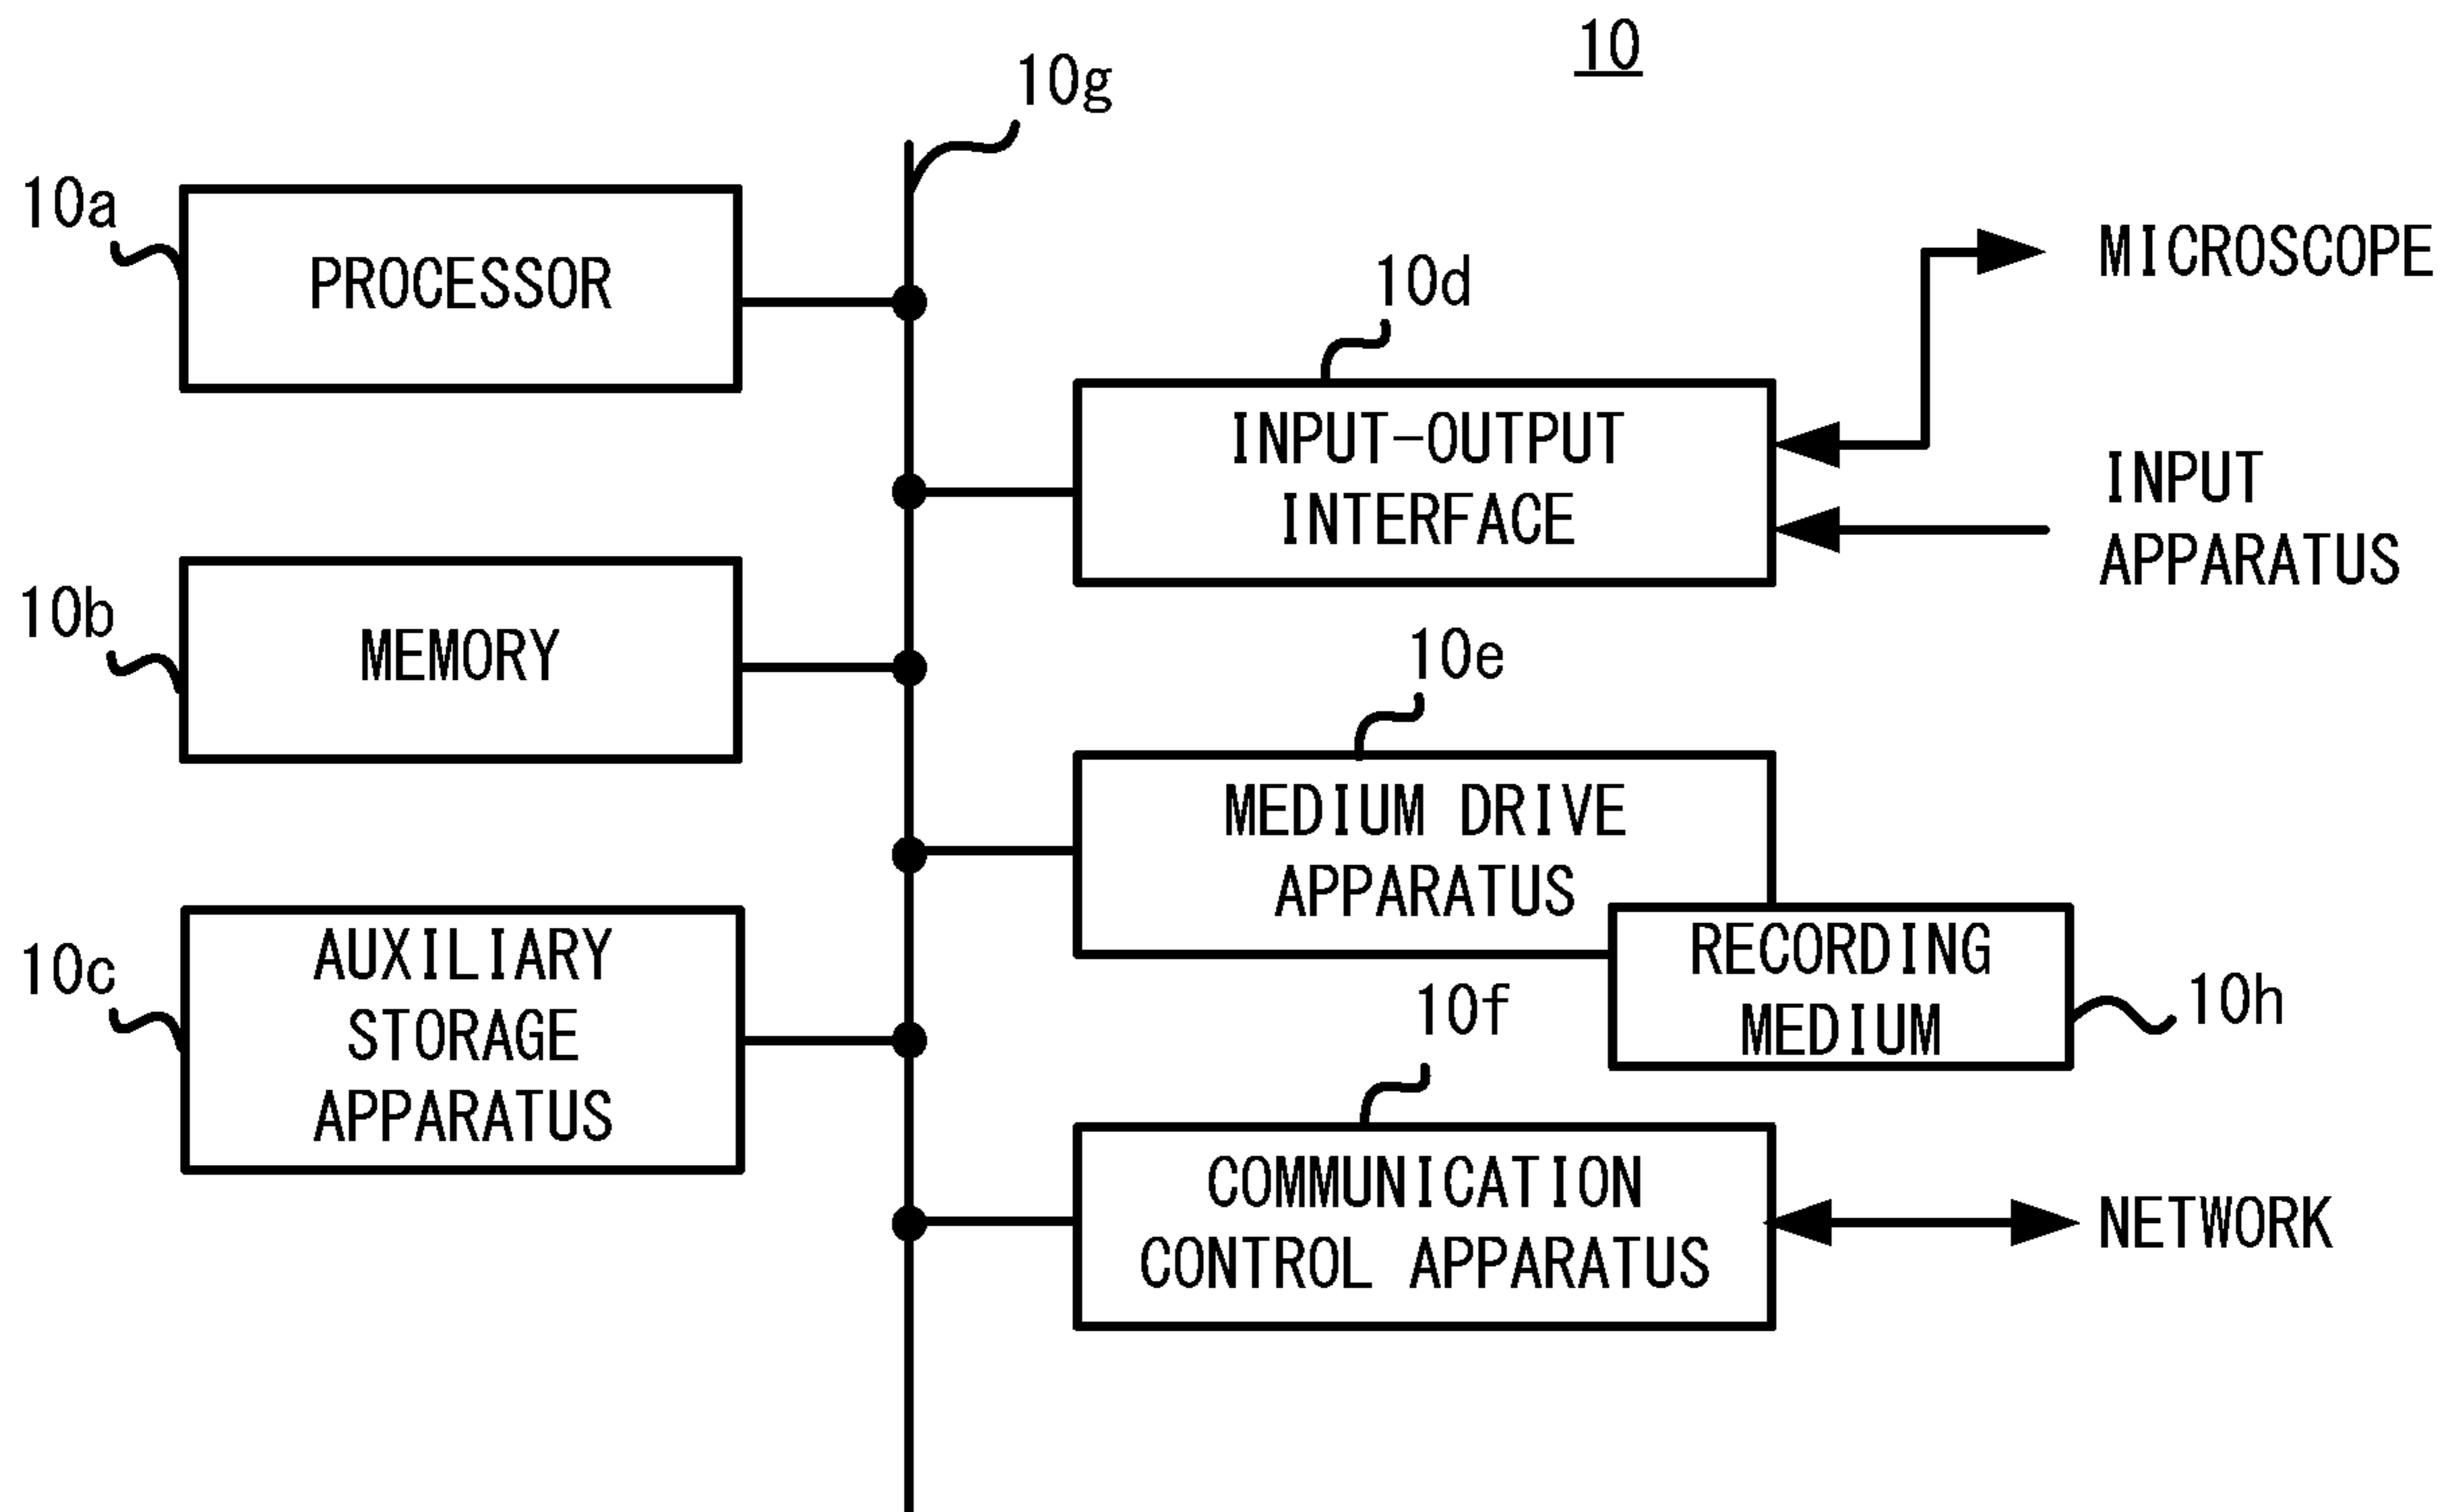 10
10g
10a
PROCESSOR
MICROSCOPE
10d
INPUT-OUTPUT
INTERFACE
INPUT
APPARATUS
10b
MEMORY
10e
MEDIUM DRIVE
APPARATUS
10c
AUXILIARY
STORAGE
APPARATUS
RECORDING
MEDIUM
10h
10f
COMMUNICATION
CONTROL APPARATUS
NETWORK